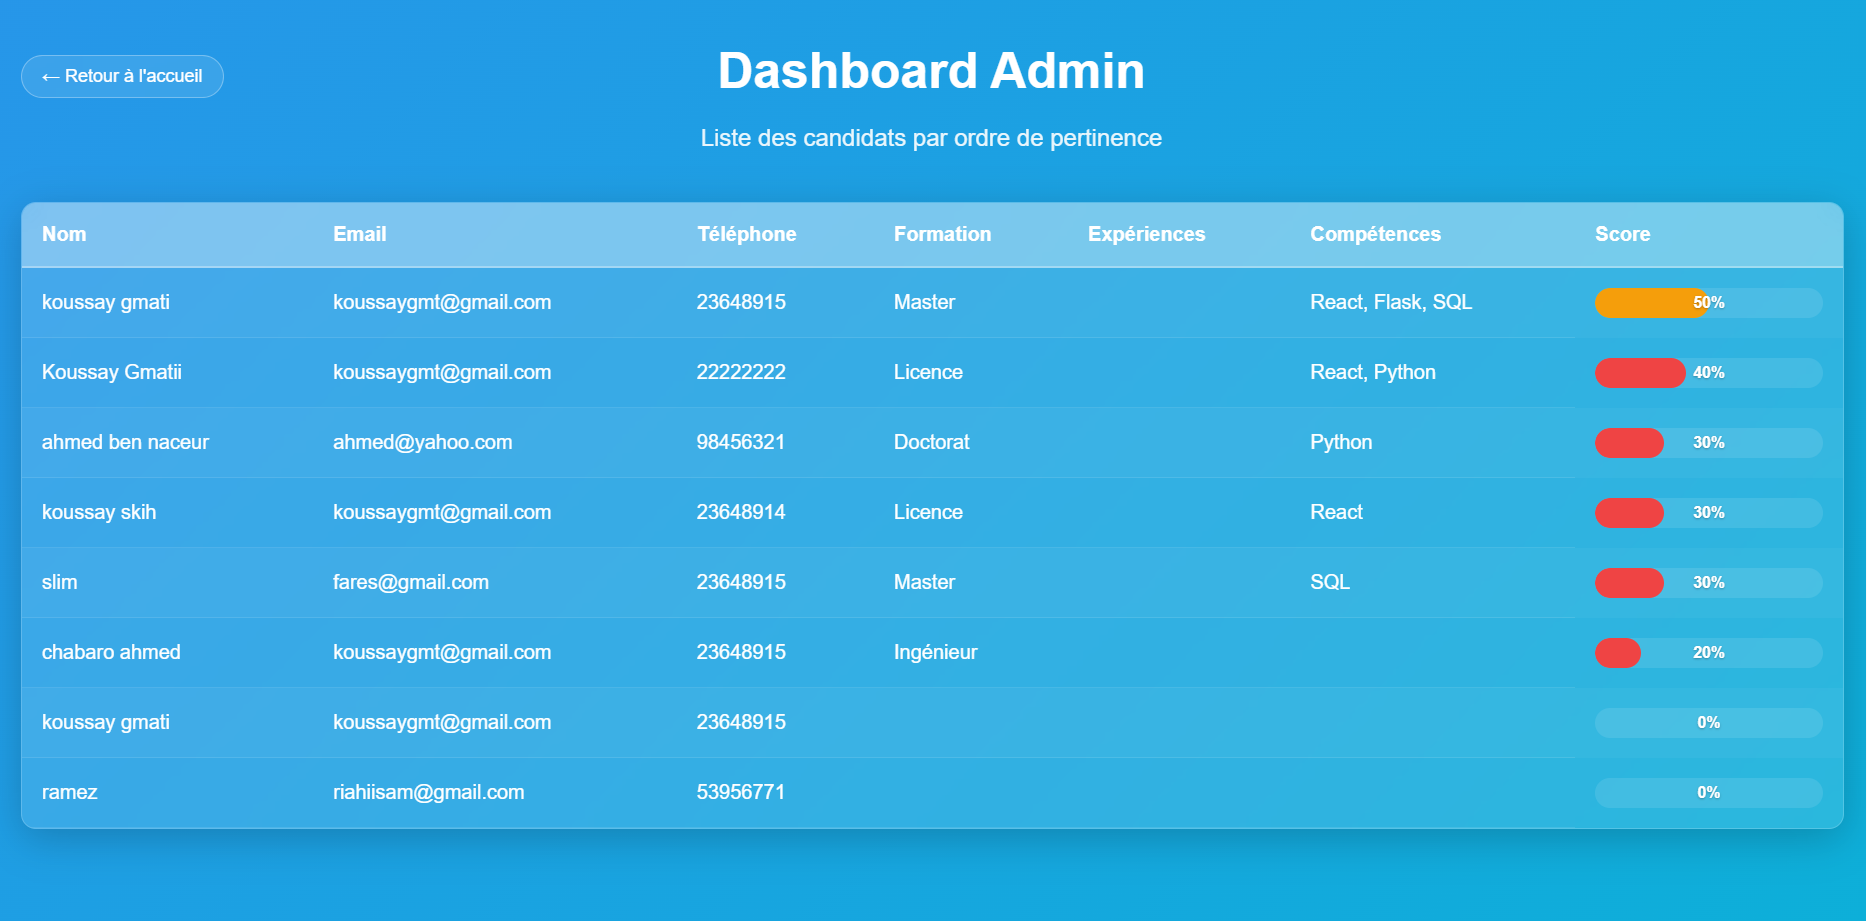 ← Retour à l'accueil
Dashboard Admin
Liste des candidats par ordre de pertinence
Nom Email Téléphone Formation Expériences Compétences Score
koussay gmati koussaygmt@gmail.com 23648915 Master React, Flask, SQL 50%
Koussay Gmatii koussaygmt@gmail.com 22222222 Licence React, Python 40%
ahmed ben naceur ahmed@yahoo.com 98456321 Doctorat Python 30%
koussay skih koussaygmt@gmail.com 23648914 Licence React 30%
slim fares@gmail.com 23648915 Master SQL 30%
chabaro ahmed koussaygmt@gmail.com 23648915 Ingénieur 20%
koussay gmati koussaygmt@gmail.com 23648915 0%
ramez riahiisam@gmail.com 53956771 0%